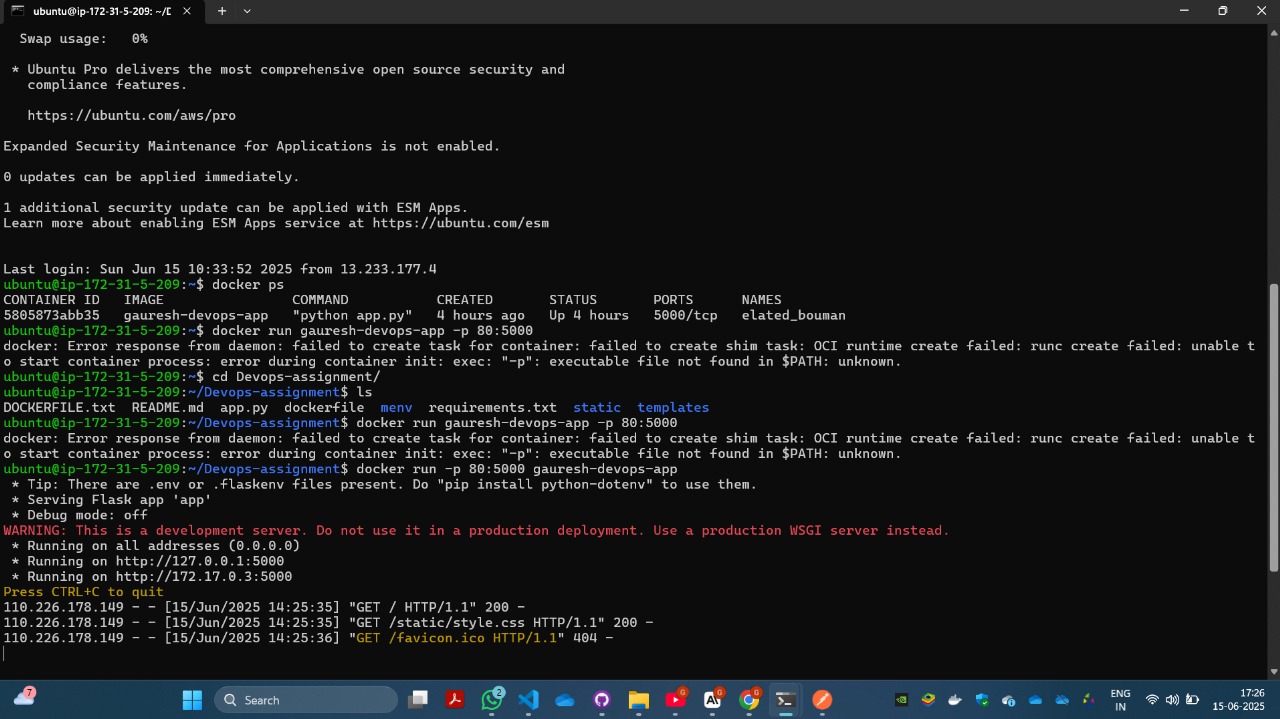 ubuntu@ip-172-31-5-209: ~/D
Swap usage:   0%
* Ubuntu Pro delivers the most comprehensive open source security and
compliance features.
https://ubuntu.com/aws/pro
Expanded Security Maintenance for Applications is not enabled.
0 updates can be applied immediately.
1 additional security update can be applied with ESM Apps.
Learn more about enabling ESM Apps service at https://ubuntu.com/esm
Last login: Sun Jun 15 10:33:52 2025 from 13.233.177.4
ubuntu@ip-172-31-5-209:~$ docker ps
CONTAINER ID   IMAGE                COMMAND           CREATED       STATUS       PORTS      NAMES
5805873abb35   gauresh-devops-app   "python app.py"   4 hours ago   Up 4 hours   5000/tcp   elated_bouman
ubuntu@ip-172-31-5-209:~$ docker run gauresh-devops-app -p 80:5000
docker: Error response from daemon: failed to create task for container: failed to create shim task: OCI runtime create failed: runc create failed: unable t
o start container process: error during container init: exec: "-p": executable file not found in $PATH: unknown.
ubuntu@ip-172-31-5-209:~$ cd Devops-assignment/
ubuntu@ip-172-31-5-209:~/Devops-assignment$ ls
DOCKERFILE.txt  README.md  app.py  dockerfile  menv  requirements.txt  static  templates
ubuntu@ip-172-31-5-209:~/Devops-assignment$ docker run gauresh-devops-app -p 80:5000
docker: Error response from daemon: failed to create task for container: failed to create shim task: OCI runtime create failed: runc create failed: unable t
o start container process: error during container init: exec: "-p": executable file not found in $PATH: unknown.
ubuntu@ip-172-31-5-209:~/Devops-assignment$ docker run -p 80:5000 gauresh-devops-app
* Tip: There are .env or .flaskenv files present. Do "pip install python-dotenv" to use them.
* Serving Flask app 'app'
* Debug mode: off
WARNING: This is a development server. Do not use it in a production deployment. Use a production WSGI server instead.
* Running on all addresses (0.0.0.0)
* Running on http://127.0.0.1:5000
* Running on http://172.17.0.3:5000
Press CTRL+C to quit
110.226.178.149 - - [15/Jun/2025 14:25:35] "GET / HTTP/1.1" 200 -
110.226.178.149 - - [15/Jun/2025 14:25:35] "GET /static/style.css HTTP/1.1" 200 -
110.226.178.149 - - [15/Jun/2025 14:25:36] "GET /favicon.ico HTTP/1.1" 404 -
7
Search
2
G
G
G
ENG
IN
17:26
15-06-2025